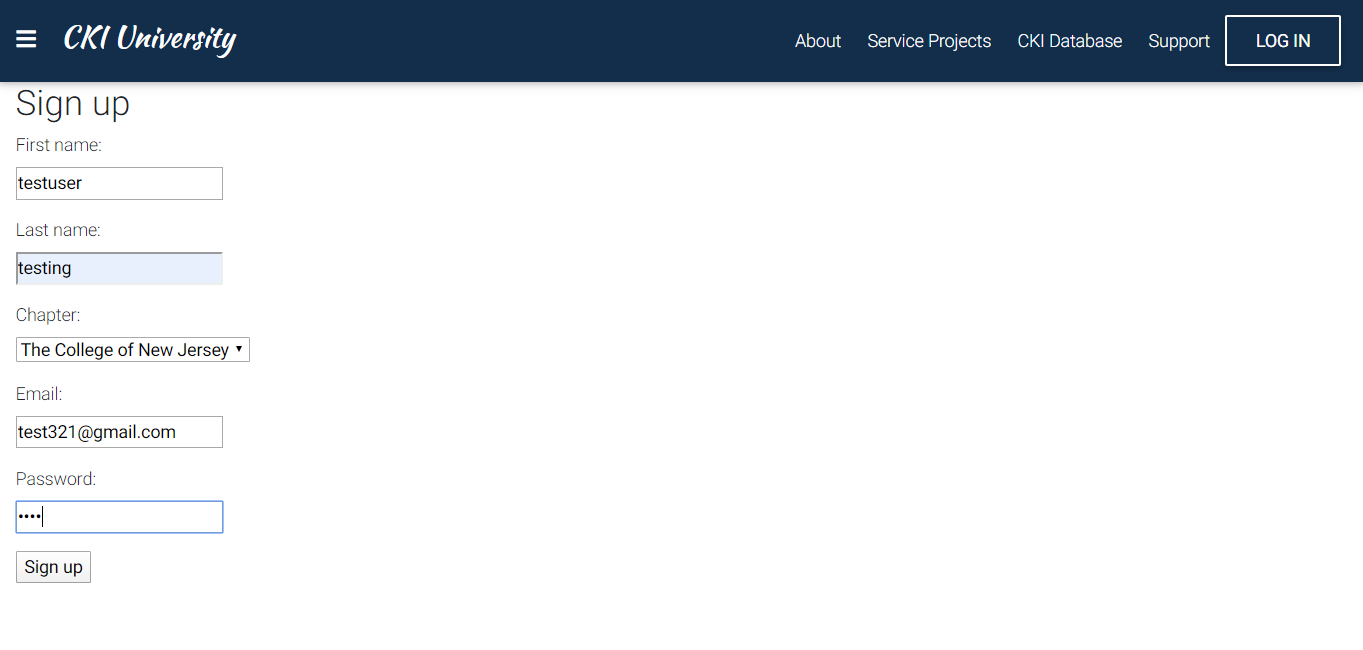 CKI University
About Service Projects CKI Database Support LOG IN
Sign up
First name:
testuser
Last name:
testing
Chapter:
The College of New Jersey
Email:
test321@gmail.com
Password:
••••
Sign up